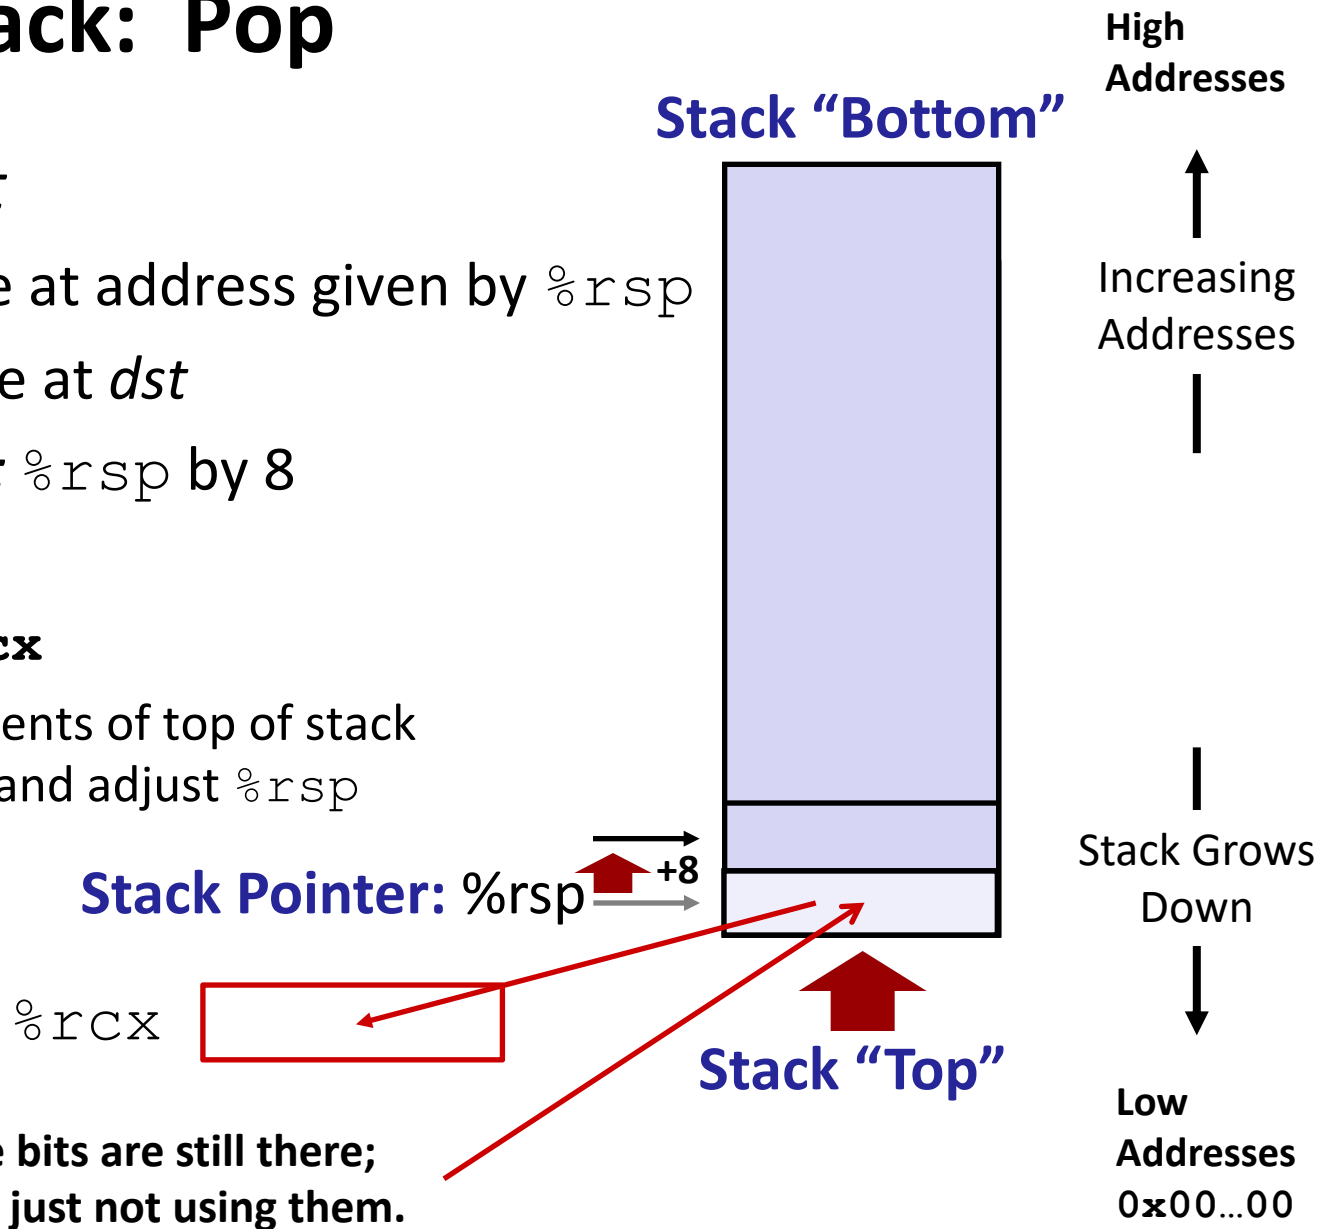 ack: Pop
High
Addresses
Stack “Bottom”
t
e at address given by %rsp
Increasing
Addresses
e at dst
%rsp by 8
cx
ents of top of stack
and adjust %rsp
+8
Stack Pointer: %rsp
Stack Grows
Down
%rcx
Stack “Top”
Low
Addresses
0x00…00
e bits are still there;
just not using them.